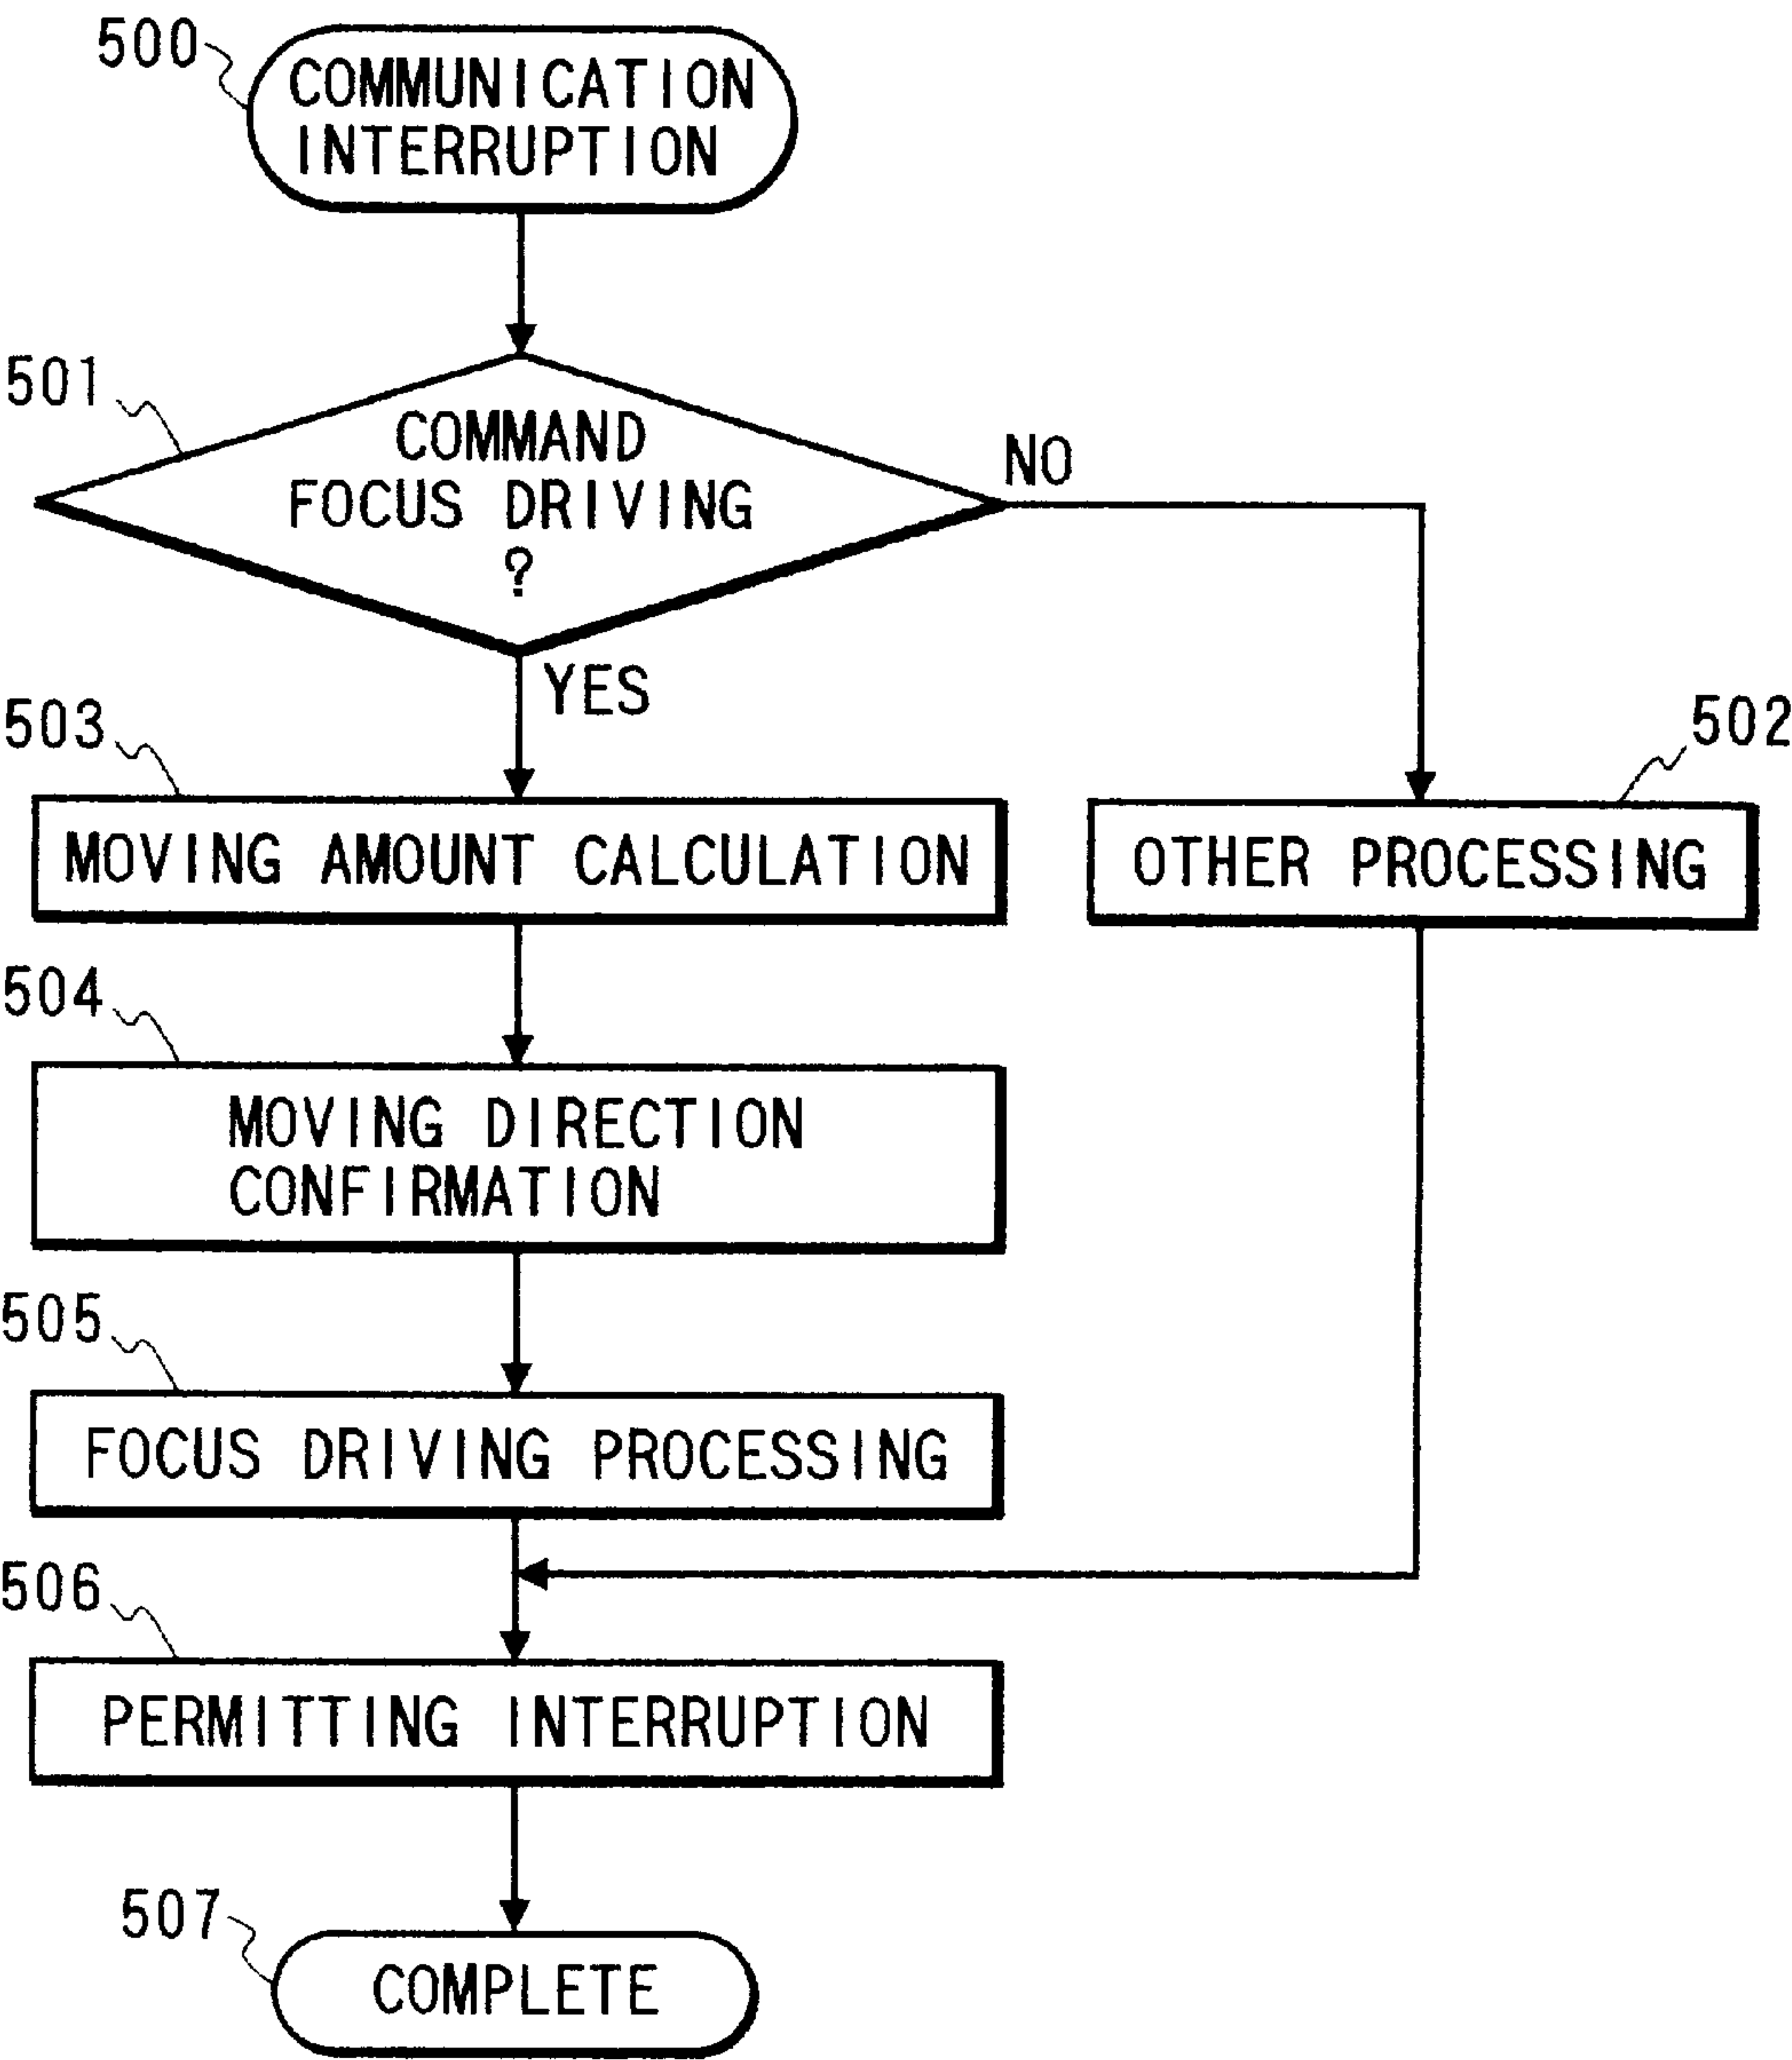 500
COMMUNICATION
INTERRUPTION
501
COMMAND
FOCUS DRIVING
?
NO
YES
503
MOVING AMOUNT CALCULATION
502
OTHER PROCESSING
504
MOVING DIRECTION
CONFIRMATION
505
FOCUS DRIVING PROCESSING
506
PERMITTING INTERRUPTION
507
COMPLETE